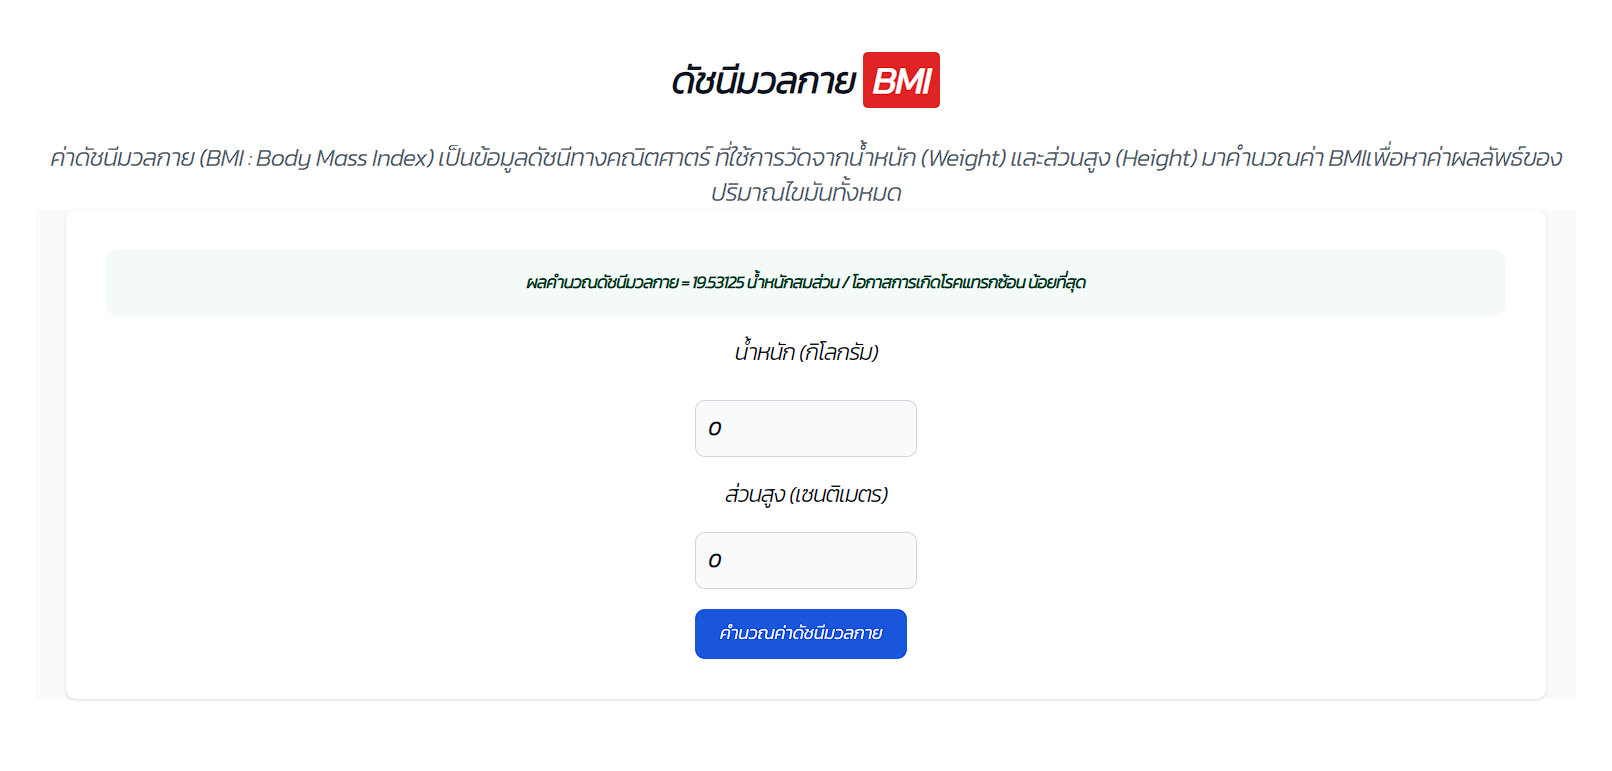 ดัชนีมวลกาย BMI
ค่าดัชนีมวลกาย (BMI : Body Mass Index) เป็นข้อมูลดัชนีทางคณิตศาตร์ ที่ใช้การวัดจากน้ำหนัก (Weight) และส่วนสูง (Height) มาคำนวณค่า BMIเพื่อหาค่าผลลัพธ์ของ
ปริมาณไขมันทั้งหมด
ผลคำนวณดัชนีมวลกาย = 19.53125 น้ำหนักสมส่วน / โอกาสการเกิดโรคแทรกซ้อน น้อยที่สุด
น้ำหนัก (กิโลกรัม)
0
ส่วนสูง (เซนติเมตร)
0
คำนวณค่าดัชนีมวลกาย